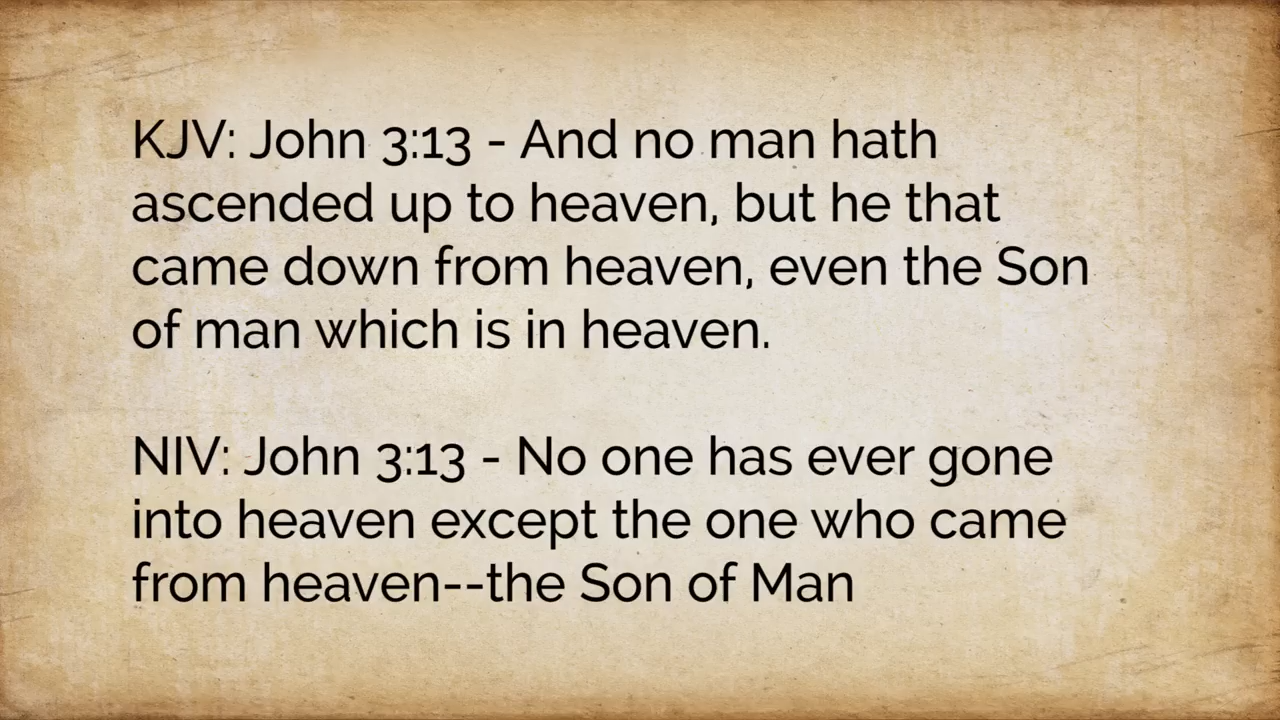 KJV: John 3:13 - And no man hath
ascended up to heaven, but he that
came down from heaven, even the Son
of man which is in heaven.
NIV: John 3:13 - No one has ever gone
into heaven except the one who came
from heaven--the Son of Man